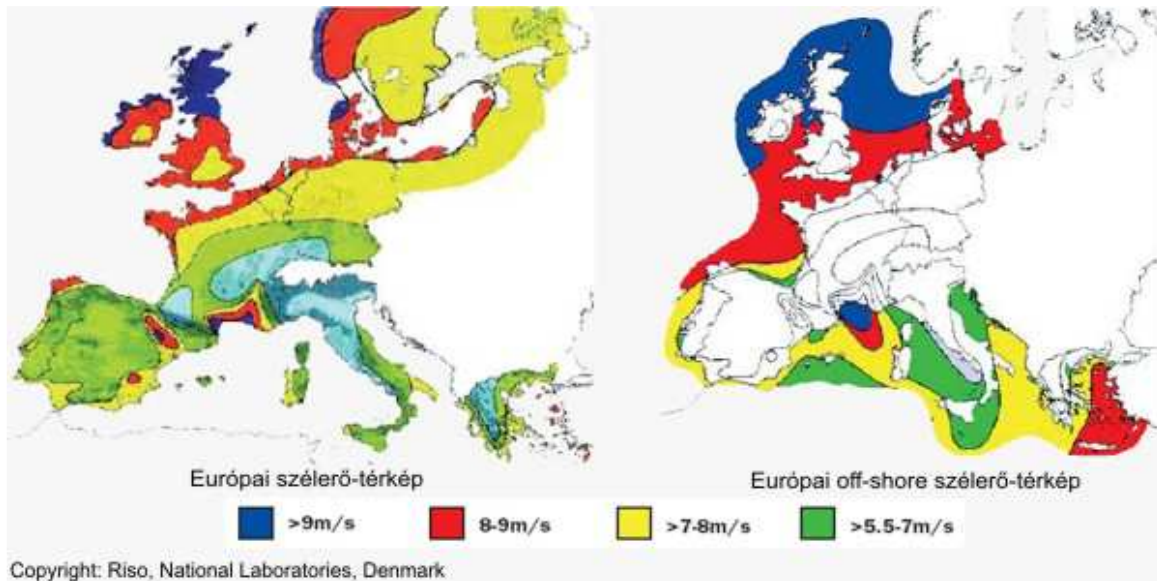 Európai szélerő-térkép
Európai off-shore szélerő-térkép
>9m/s
8-9m/s
>7-8m/s
>5.5-7m/s
Copyright: Riso, National Laboratories, Denmark